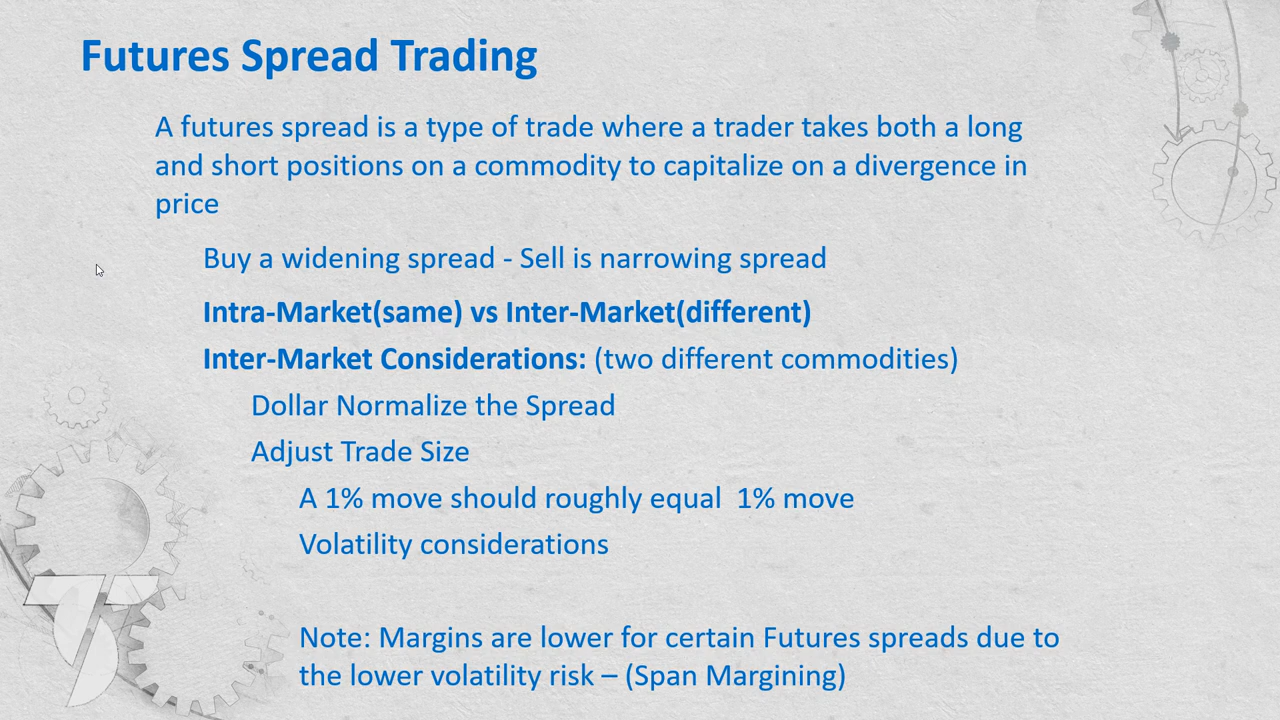 Futures Spread Trading
A futures spread is a type of trade where a trader takes both a long
and short positions on a commodity to capitalize on a divergence in
price
Buy a widening spread - Sell is narrowing spread
Intra-Market(same) vs Inter-Market(different)
Inter-Market Considerations: (two different commodities)
Dollar Normalize the Spread
Adjust Trade Size
A 1% move should roughly equal  1% move
Volatility considerations
Note: Margins are lower for certain Futures spreads due to
the lower volatility risk – (Span Margining)